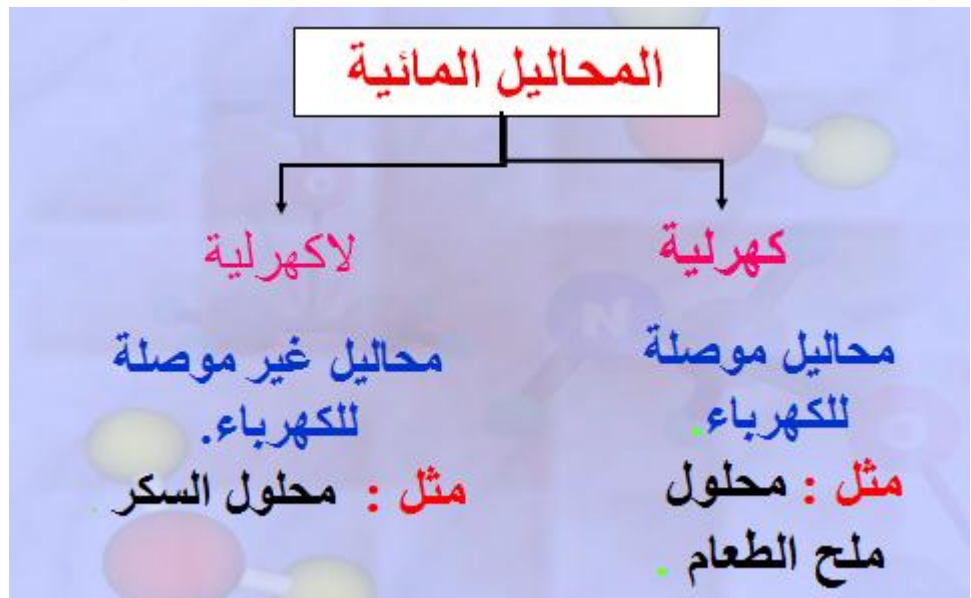 المحاليل المائية
كهرلية
محاليل موصلة
للكهرباء.
مثل : محلول
ملح الطعام .
لاكهرلية
محاليل غير موصلة
للكهرباء.
مثل : محلول السكر .